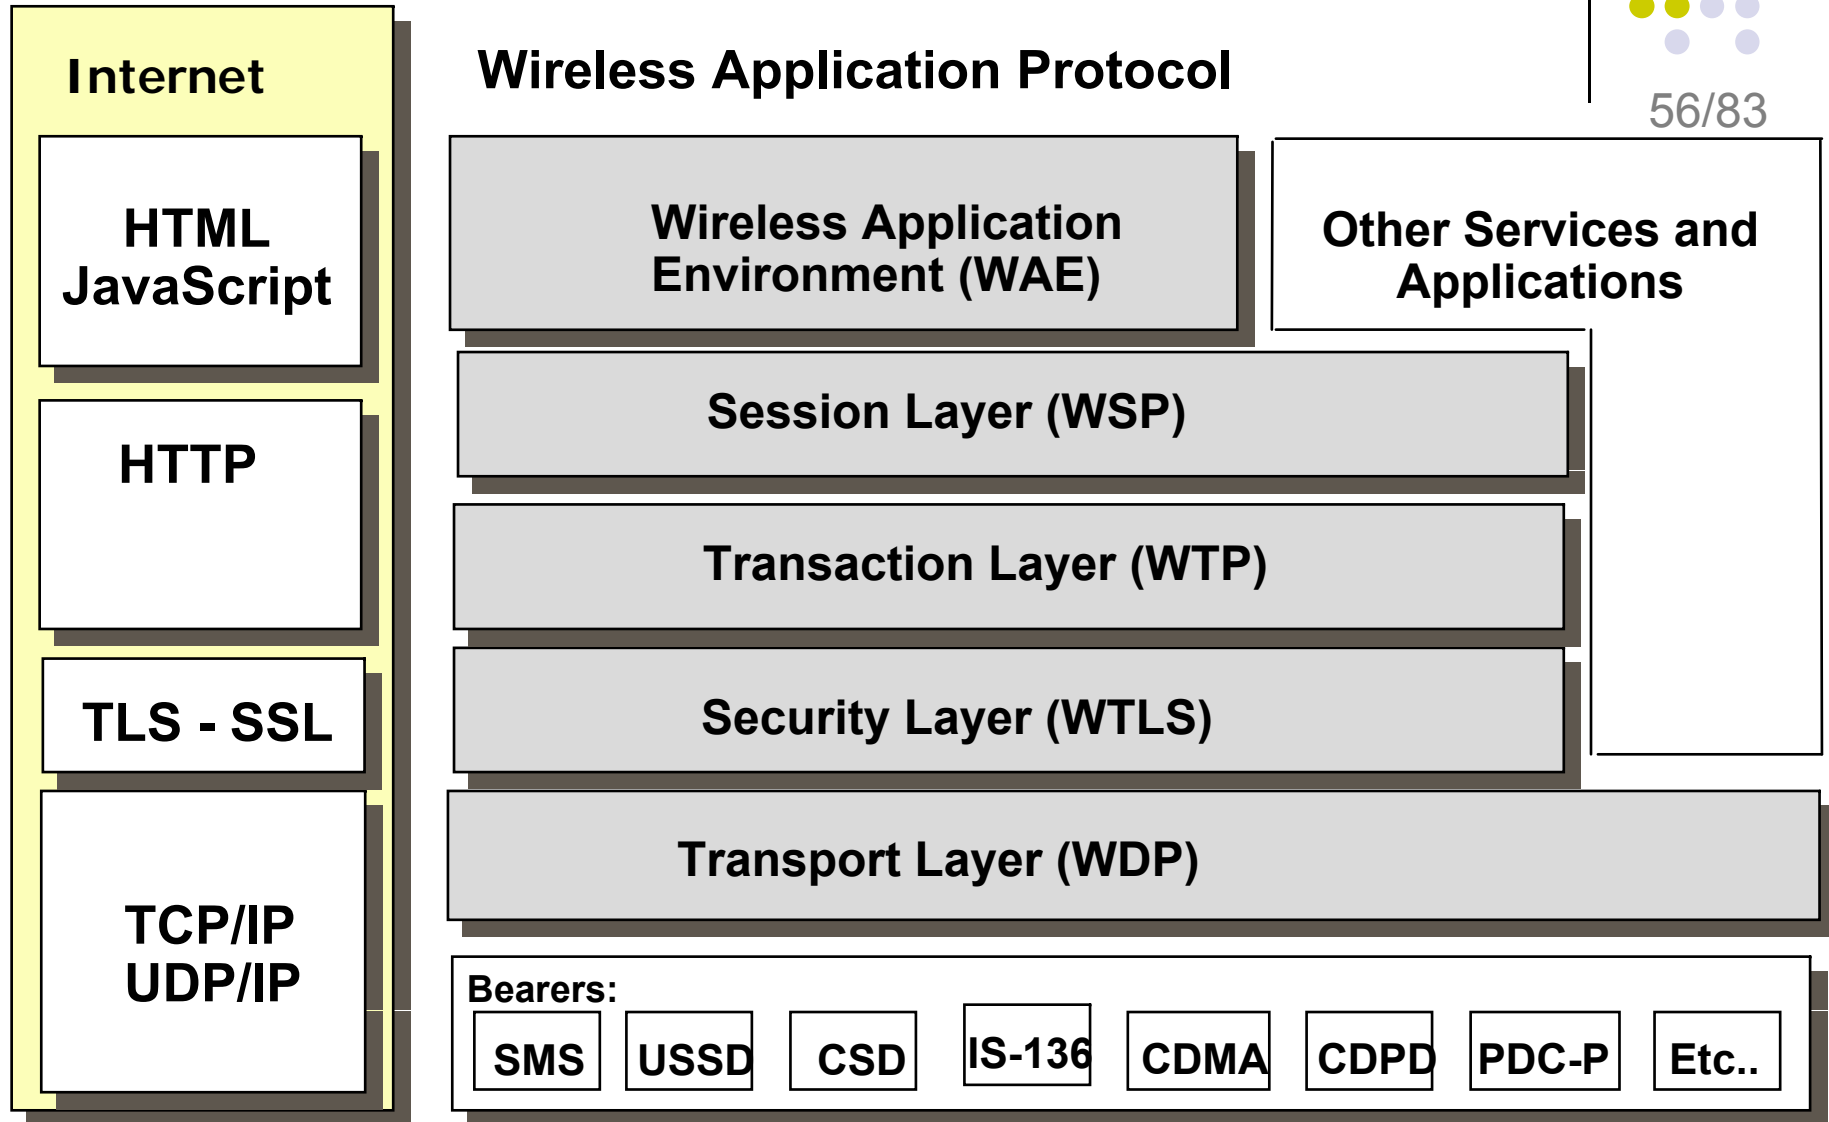 Internet
Wireless Application Protocol
56/83
HTML
JavaScript
HTTP
TLS - SSL
TCP/IP
UDP/IP
Wireless Application
Environment (WAE)
Other Services and
Applications
Session Layer (WSP)
Transaction Layer (WTP)
Security Layer (WTLS)
Transport Layer (WDP)
Bearers:
SMS USSD CSD IS-136 CDMA CDPD PDC-P Etc..